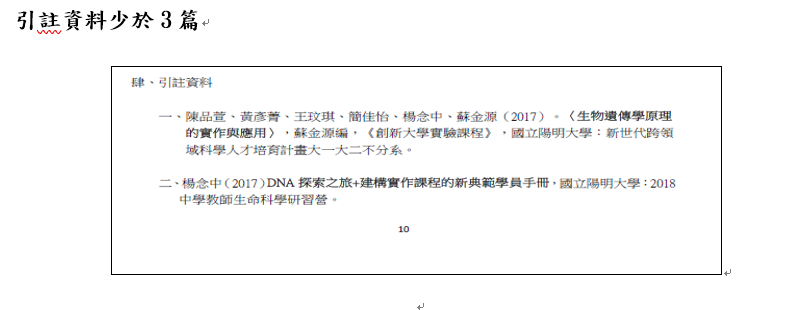 引註資料少於 3 篇
肆、引註資料
一、陳品萱、黃彥菁、王玟琪、簡佳怡、楊念中、蘇金源（2017）。〈生物遺傳學原理
的實作與應用〉，蘇金源編，《創新大學實驗課程》，國立陽明大學：新世代跨領
域科學人才培育計畫大一大二不分系。
二、楊念中（2017）DNA 探索之旅+建構實作課程的新典範學員手冊，國立陽明大學：2018
中學教師生命科學研習營。
10